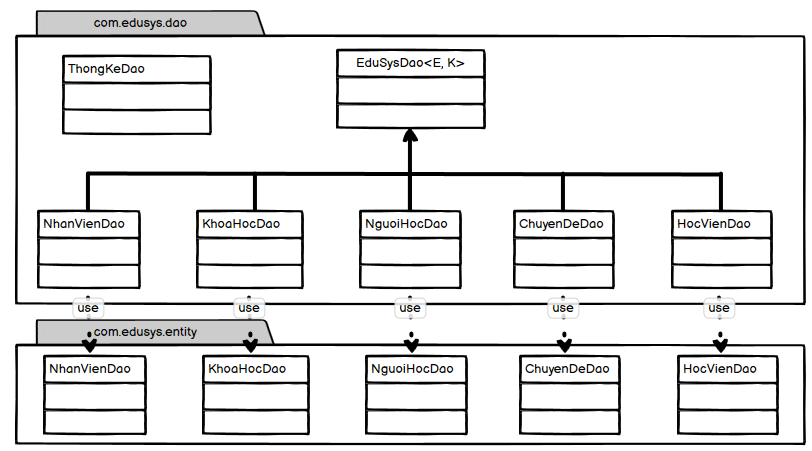 com.edusys.dao
ThongKeDao
EduSysDao<E, K>
NhanVienDao
KhoaHocDao
NguoiHocDao
ChuyenDeDao
HocVienDao
use
use
use
use
use
com.edusys.entity
NhanVienDao
KhoaHocDao
NguoiHocDao
ChuyenDeDao
HocVienDao